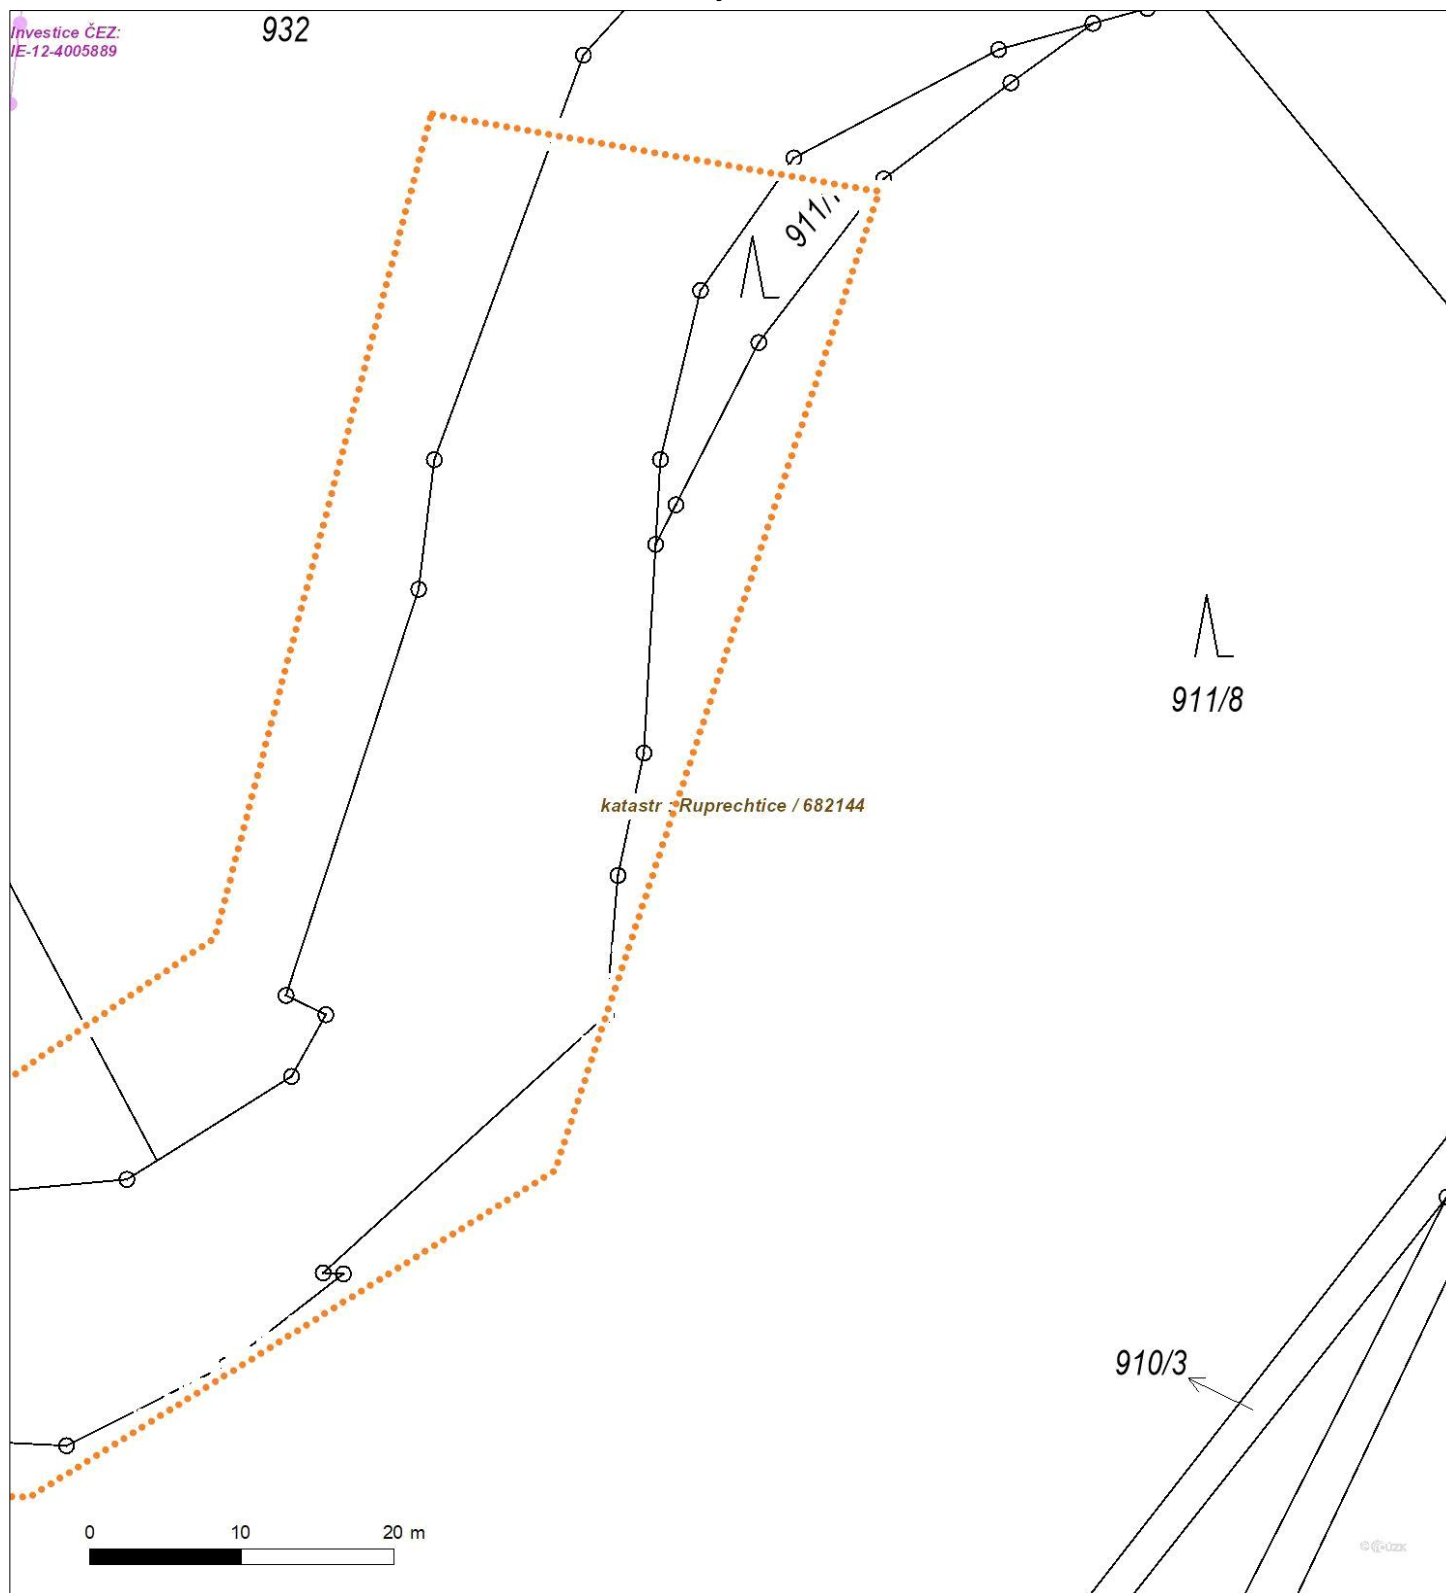 Investice ČEZ:
IE-12-4005889
932
911/8
katastr : Ruprechtice / 682144
910/3
0 10 20 m